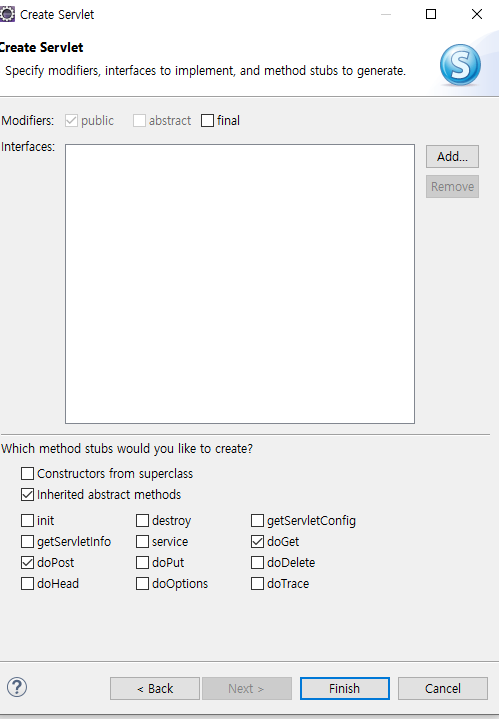 Create Servlet
Create Servlet
Specify modifiers, interfaces to implement, and method stubs to generate.
Modifiers: public abstract final
Interfaces:
Add...
Remove
Which method stubs would you like to create?
Constructors from superclass
Inherited abstract methods
init destroy getServletConfig
getServletInfo service doGet
doPost doPut doDelete
doHead doOptions doTrace
? < Back Next > Finish Cancel